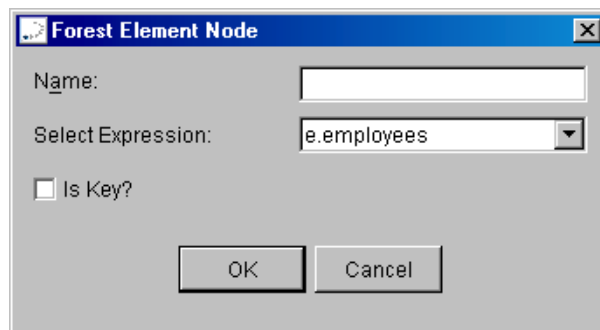 Forest Element Node
Name:
Select Expression: e.employees
Is Key?
OK Cancel